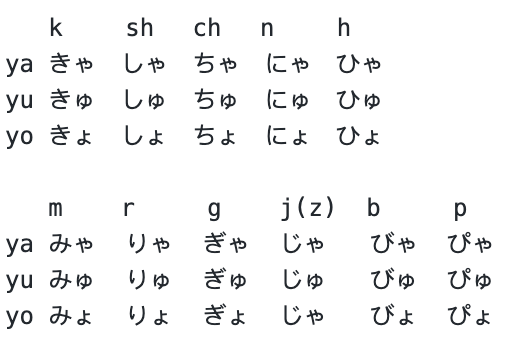 k sh ch n h
ya きゃ しゃ ちゃ にゃ ひゃ
yu きゅ しゅ ちゅ にゅ ひゅ
yo きょ しょ ちょ にょ ひょ
m r g j(z) b p
ya みゃ りゃ ぎゃ じゃ びゃ ぴゃ
yu みゅ りゅ ぎゅ じゅ びゅ ぴゅ
yo みょ りょ ぎょ じゃ びょ ぴょ